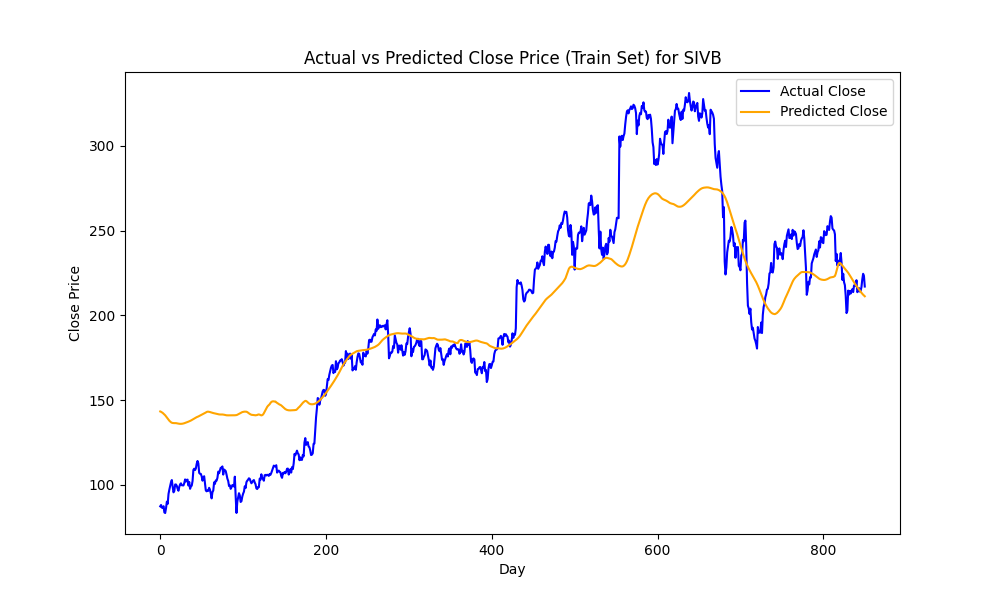 Actual vs Predicted Close Price (Train Set) for SIVB
Actual Close
Predicted Close
Close Price
300
250
200
150
100
0 200 400 600 800
Day